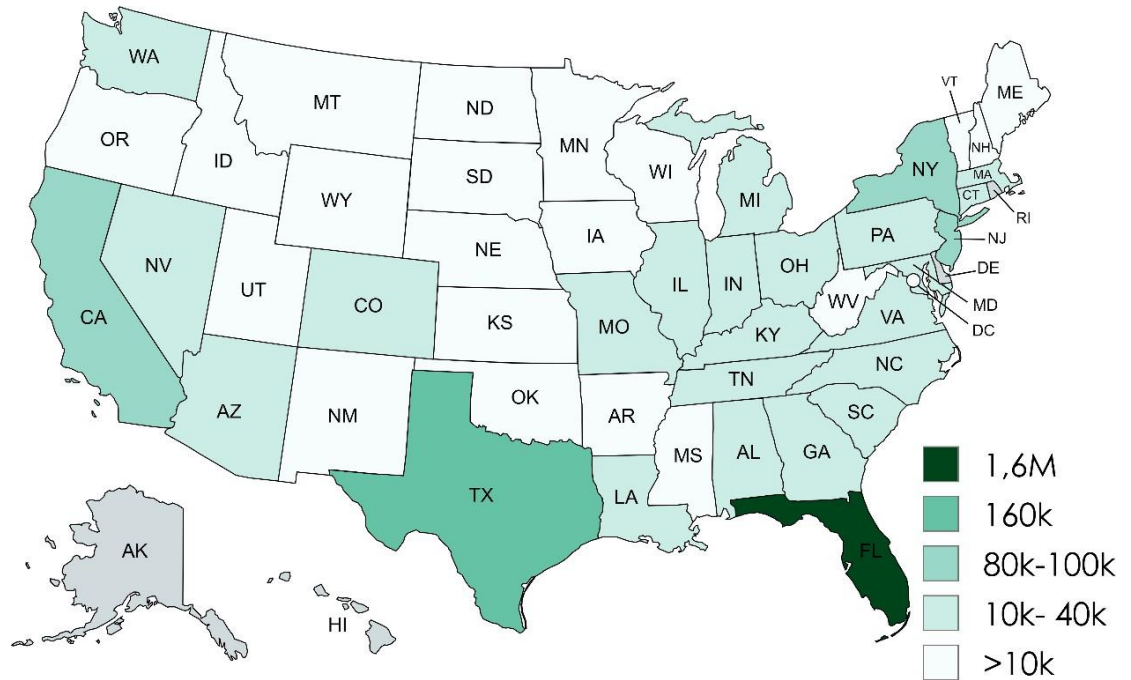 WA
MT
ND
MN
VT
ME
OR
ID
WY
SD
WI
MI
NY
NH
MA
CT
RI
NE
IA
PA
NJ
NV
UT
CO
IL
IN
OH
DE
MD
DC
CA
KS
MO
KY
WV
VA
AZ
NM
OK
AR
TN
NC
SC
TX
LA
MS
AL
GA
FL
AK
HI
1,6M
160k
80k-100k
10k- 40k
>10k